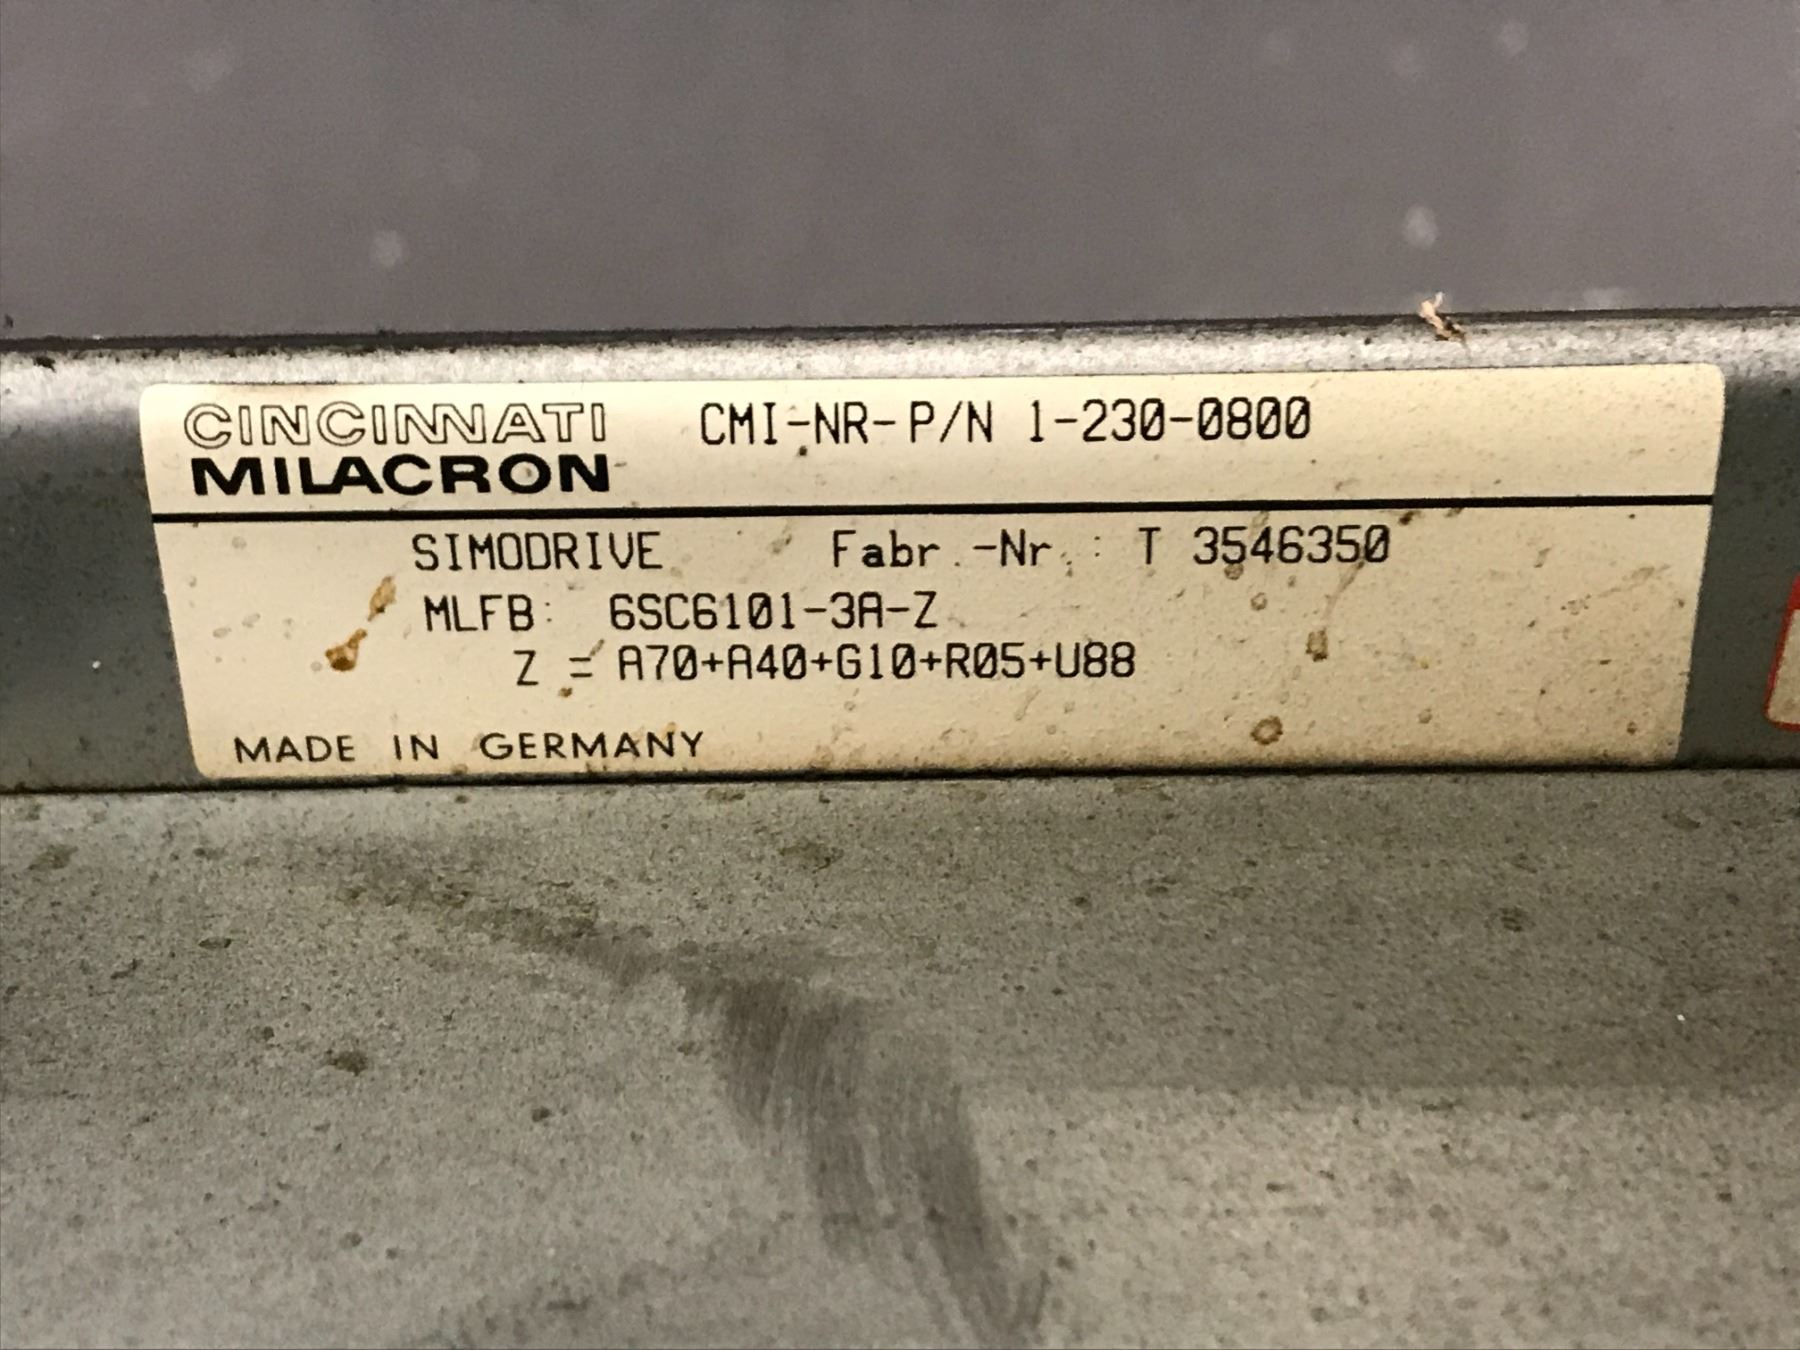 CINCINNATI
MILACRON
CMI-NR-P/N 1-230-0800
SIMODRIVE Fabr.-Nr.: T 3546350
MLFB: 6SC6101-3A-Z
Z = A70+A40+G10+R05+U88
MADE IN GERMANY